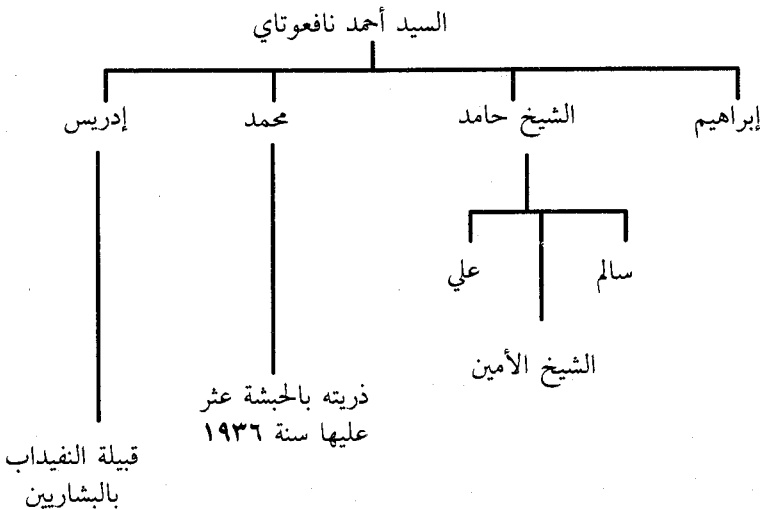 السيد أحمد نافعوتاي
إبراهيم
الشيخ حامد
محمد
إدريس
سالم
علي
الشيخ الأمين
ذريته بالحبشة عثر
عليها سنة ١٩٣٦
قبيلة النفيداب
بالبشاريين